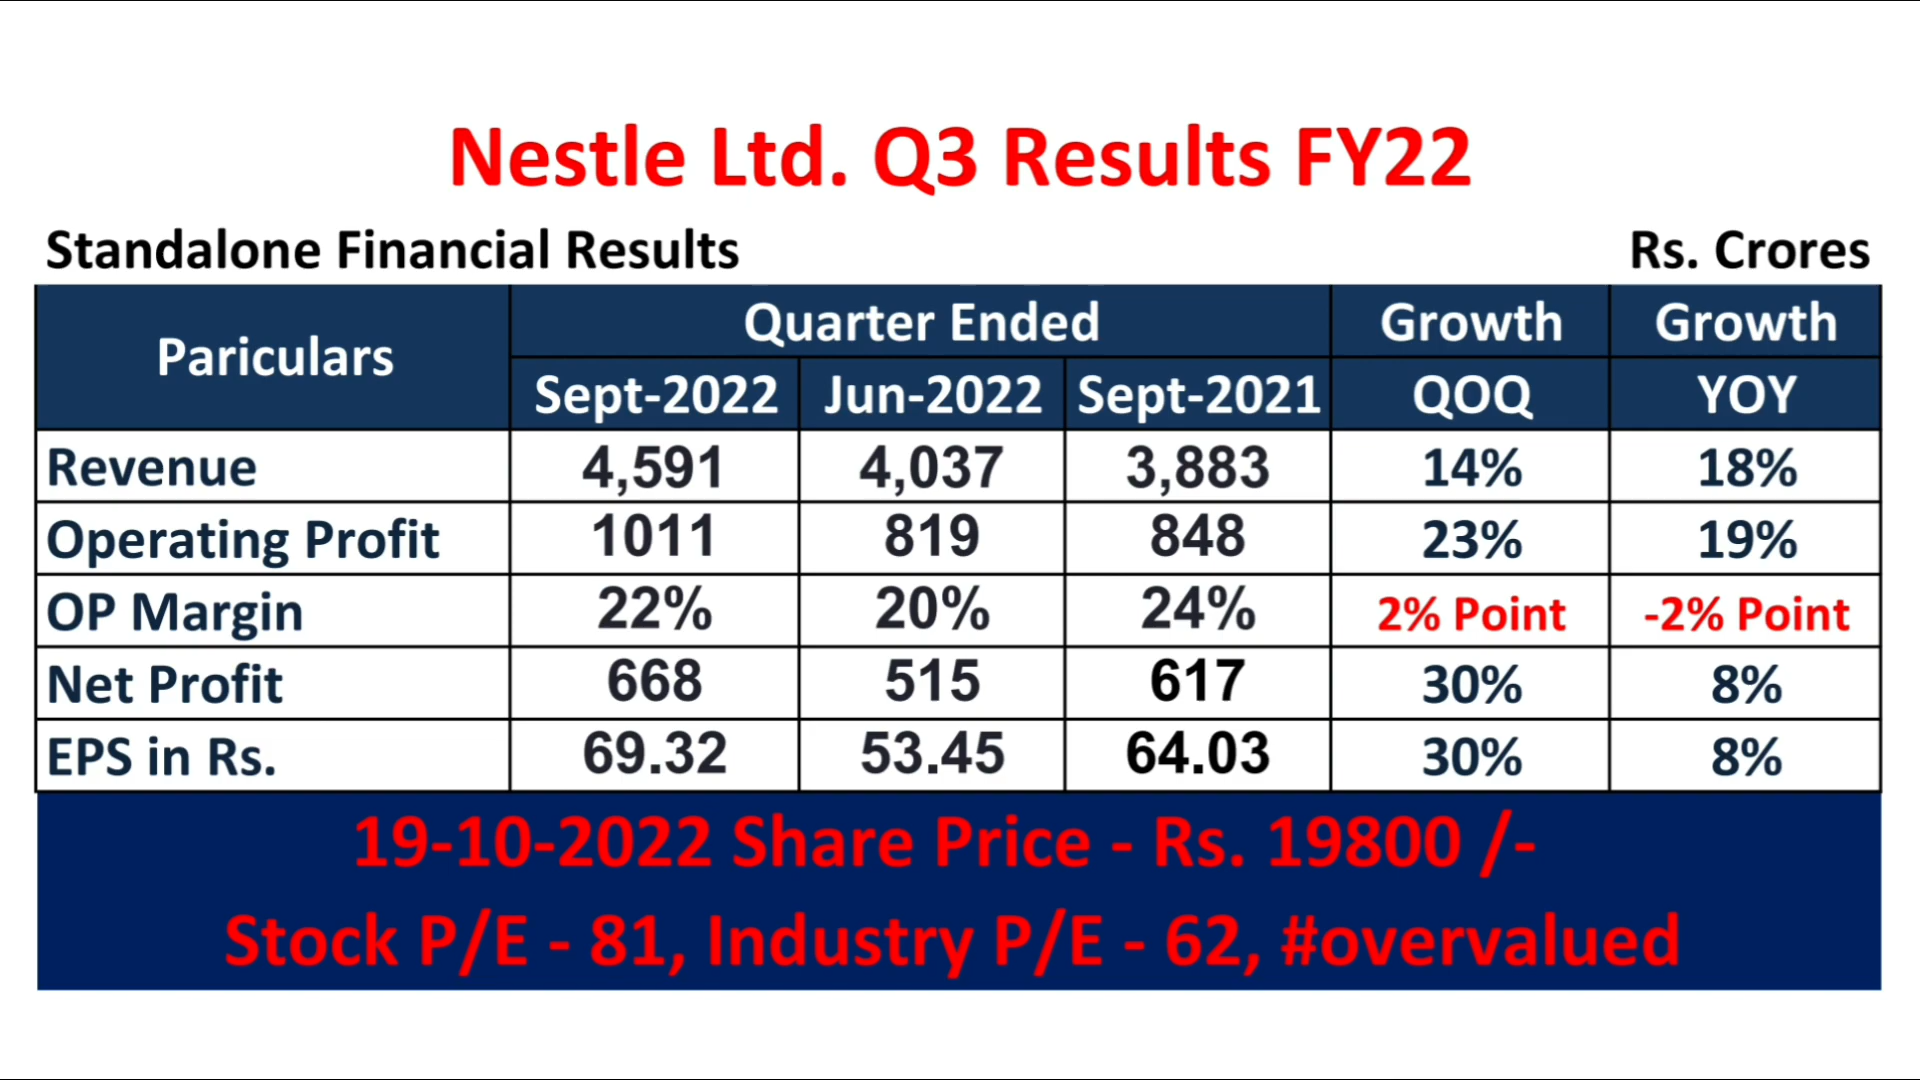 Nestle Ltd. Q3 Results FY22
Standalone Financial Results Rs. Crores
Pariculars Quarter Ended Growth Growth
Sept-2022 Jun-2022 Sept-2021 QOQ YOY
Revenue 4,591 4,037 3,883 14% 18%
Operating Profit 1011 819 848 23% 19%
OP Margin 22% 20% 24% 2% Point -2% Point
Net Profit 668 515 617 30% 8%
EPS in Rs. 69.32 53.45 64.03 30% 8%
19-10-2022 Share Price - Rs. 19800 /-
Stock P/E - 81, Industry P/E - 62, #overvalued